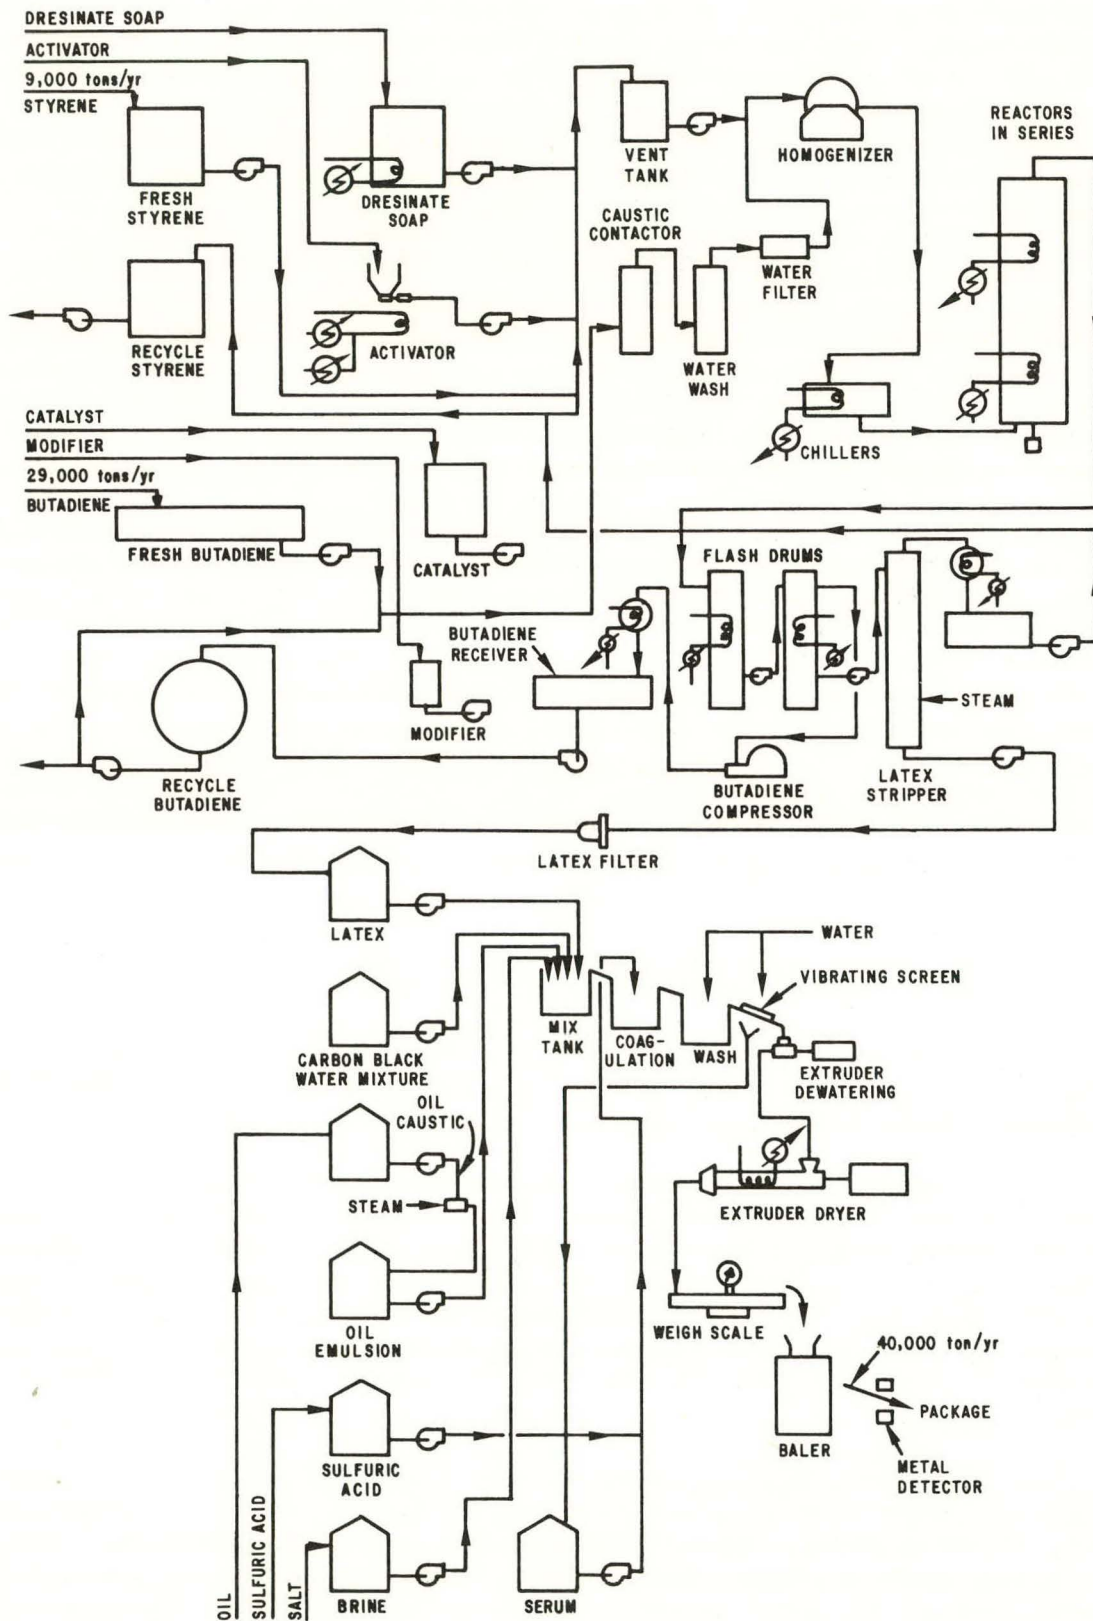 DRESINATE SOAP
ACTIVATOR
9,000 tons/yr
STYRENE
FRESH
STYRENE
DRESINATE
SOAP
VENT
TANK
HOMOGENIZER
REACTORS
IN SERIES
CAUSTIC
CONTACTOR
WATER
FILTER
RECYCLE
STYRENE
ACTIVATOR
WATER
WASH
CATALYST
MODIFIER
29,000 tons/yr
BUTADIENE
CHILLERS
FRESH BUTADIENE
CATALYST
FLASH DRUMS
BUTADIENE
RECEIVER
STEAM
MODIFIER
RECYCLE
BUTADIENE
BUTADIENE
COMPRESSOR
LATEX
STRIPPER
LATEX FILTER
LATEX
WATER
VIBRATING SCREEN
MIX
TANK
COAG-
ULATION
WASH
CARBON BLACK
WATER MIXTURE
EXTRUDER
DEWATERING
OIL
CAUSTIC
STEAM
EXTRUDER DRYER
OIL
EMULSION
WEIGH SCALE
40,000 ton/yr
PACKAGE
BALER
METAL
DETECTOR
SULFURIC
ACID
OIL
SULFURIC ACID
SALT
BRINE
SERUM